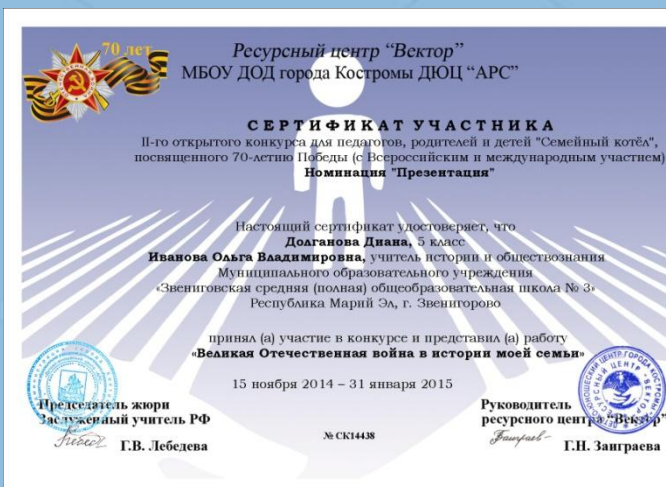 70 лет
Ресурсный центр "Вектор"
МБОУ ДОД города Костромы ДЮЦ "АРС"
СЕРТИФИКАТ УЧАСТНИКА
II-го открытого конкурса для педагогов, родителей и детей "Семейный котёл",
посвященного 70-летию Победы (с Всероссийским и международным участием)
Номинация "Презентация"
Настоящий сертификат удостоверяет, что
Долганова Диана, 5 класс
Иванова Ольга Владимировна, учитель истории и обществознания
Муниципального образовательного учреждения
«Звениговская средняя (полная) общеобразовательная школа № 3»
Республика Марий Эл, г. Звенигорово
принял (а) участие в конкурсе и представил (а) работу
«Великая Отечественная война в истории моей семьи»
15 ноября 2014 – 31 января 2015
Председатель жюри
Заслуженный учитель РФ
Г.В. Лебедева
№ СК14438
Руководитель
ресурсного центра "Вектор"
Г.Н. Заиграева